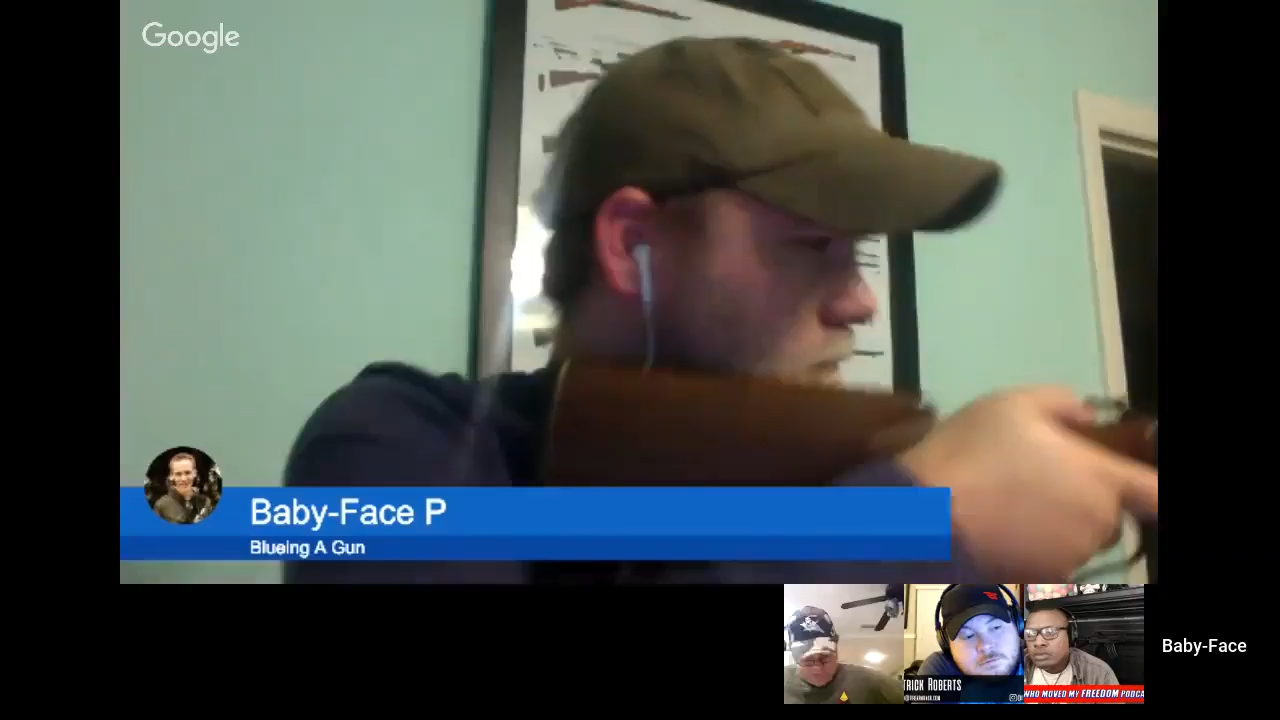 Google
Baby-Face P
Blueing A Gun
TRICK ROBERTS
WHO MOVED MY FREEDOM PODCA
Baby-Face